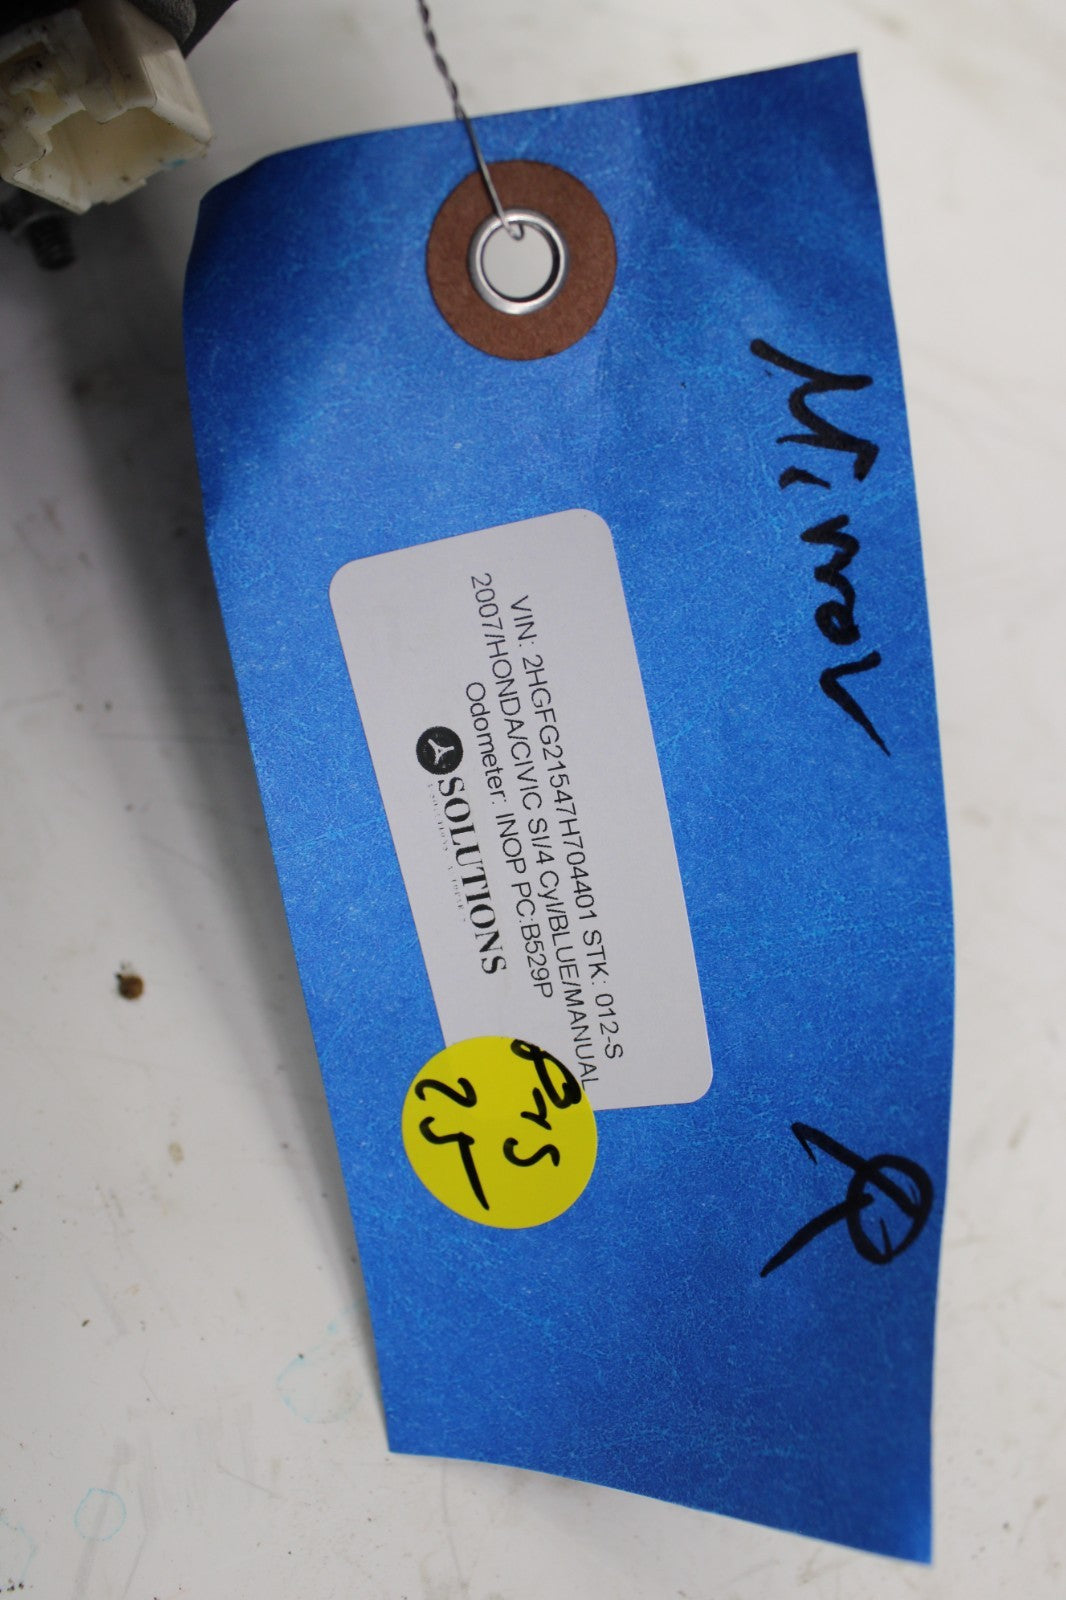 Mirror
R
VIN: 2HGFG21547H704401 STK: 012-S
2007/HONDA/CIVIC SI/4 Cyl/BLUE/MANUAL
Odometer: INOP PC:B529P
SOLUTIONS
25